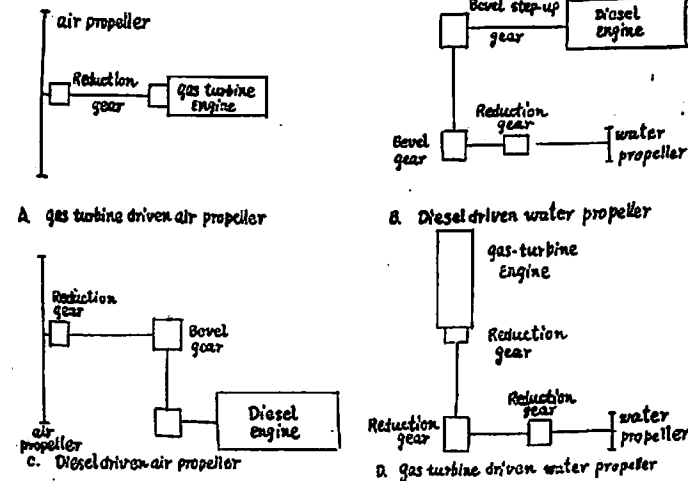 air propeller
Reduction
gear
gas turbine
Engine
A. gas turbine driven air propeller
Bevel step-up
gear
Diesel
engine
Bevel
gear
Reduction
gear
water
propeller
B. Diesel driven water propeller
Reduction
gear
Bovel
gear
air
propeller
Diesel
engine
C. Diesel driven air propeller
gas-turbine
Engine
Reduction
gear
Reduction
gear
Reduction
gear
water
propeller
D. gas turbine driven water propeller